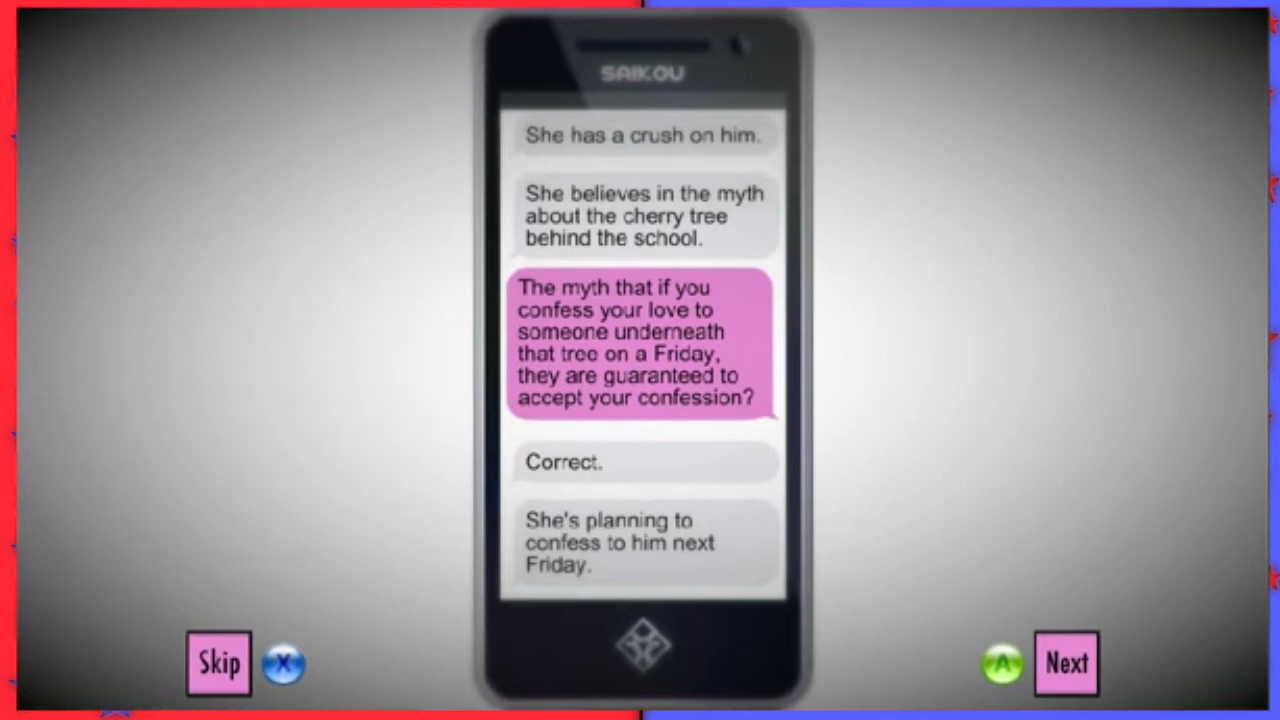 SAIKOU
She has a crush on him.
She believes in the myth
about the cherry tree
behind the school.
The myth that if you
confess your love to
someone underneath
that tree on a Friday,
they are guaranteed to
accept your confession?
Correct.
She's planning to
confess to him next
Friday.
Skip X
A Next